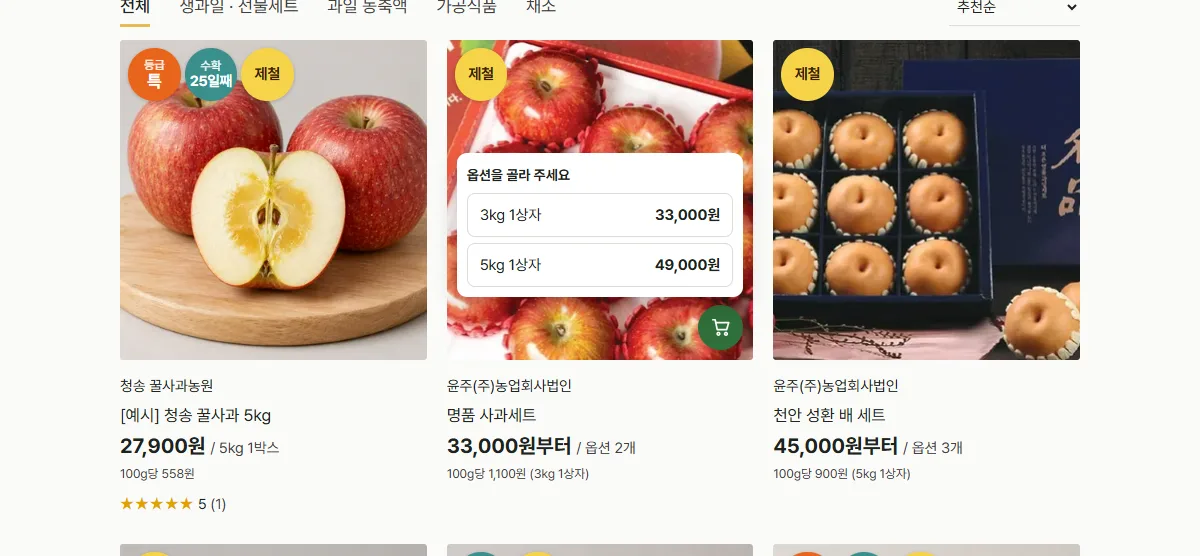 전체 생과일 · 선물세트 과일 농축액 가공식품 채소 추천순
등급
특
수확
25일째
제철
제철
제철
옵션을 골라 주세요
3kg 1상자 33,000원
5kg 1상자 49,000원
名品
청송 꿀사과농원
[예시] 청송 꿀사과 5kg
27,900원 / 5kg 1박스
100g당 558원
★★★★★ 5 (1)
윤주(주)농업회사법인
명품 사과세트
33,000원부터 / 옵션 2개
100g당 1,100원 (3kg 1상자)
윤주(주)농업회사법인
천안 성환 배 세트
45,000원부터 / 옵션 3개
100g당 900원 (5kg 1상자)